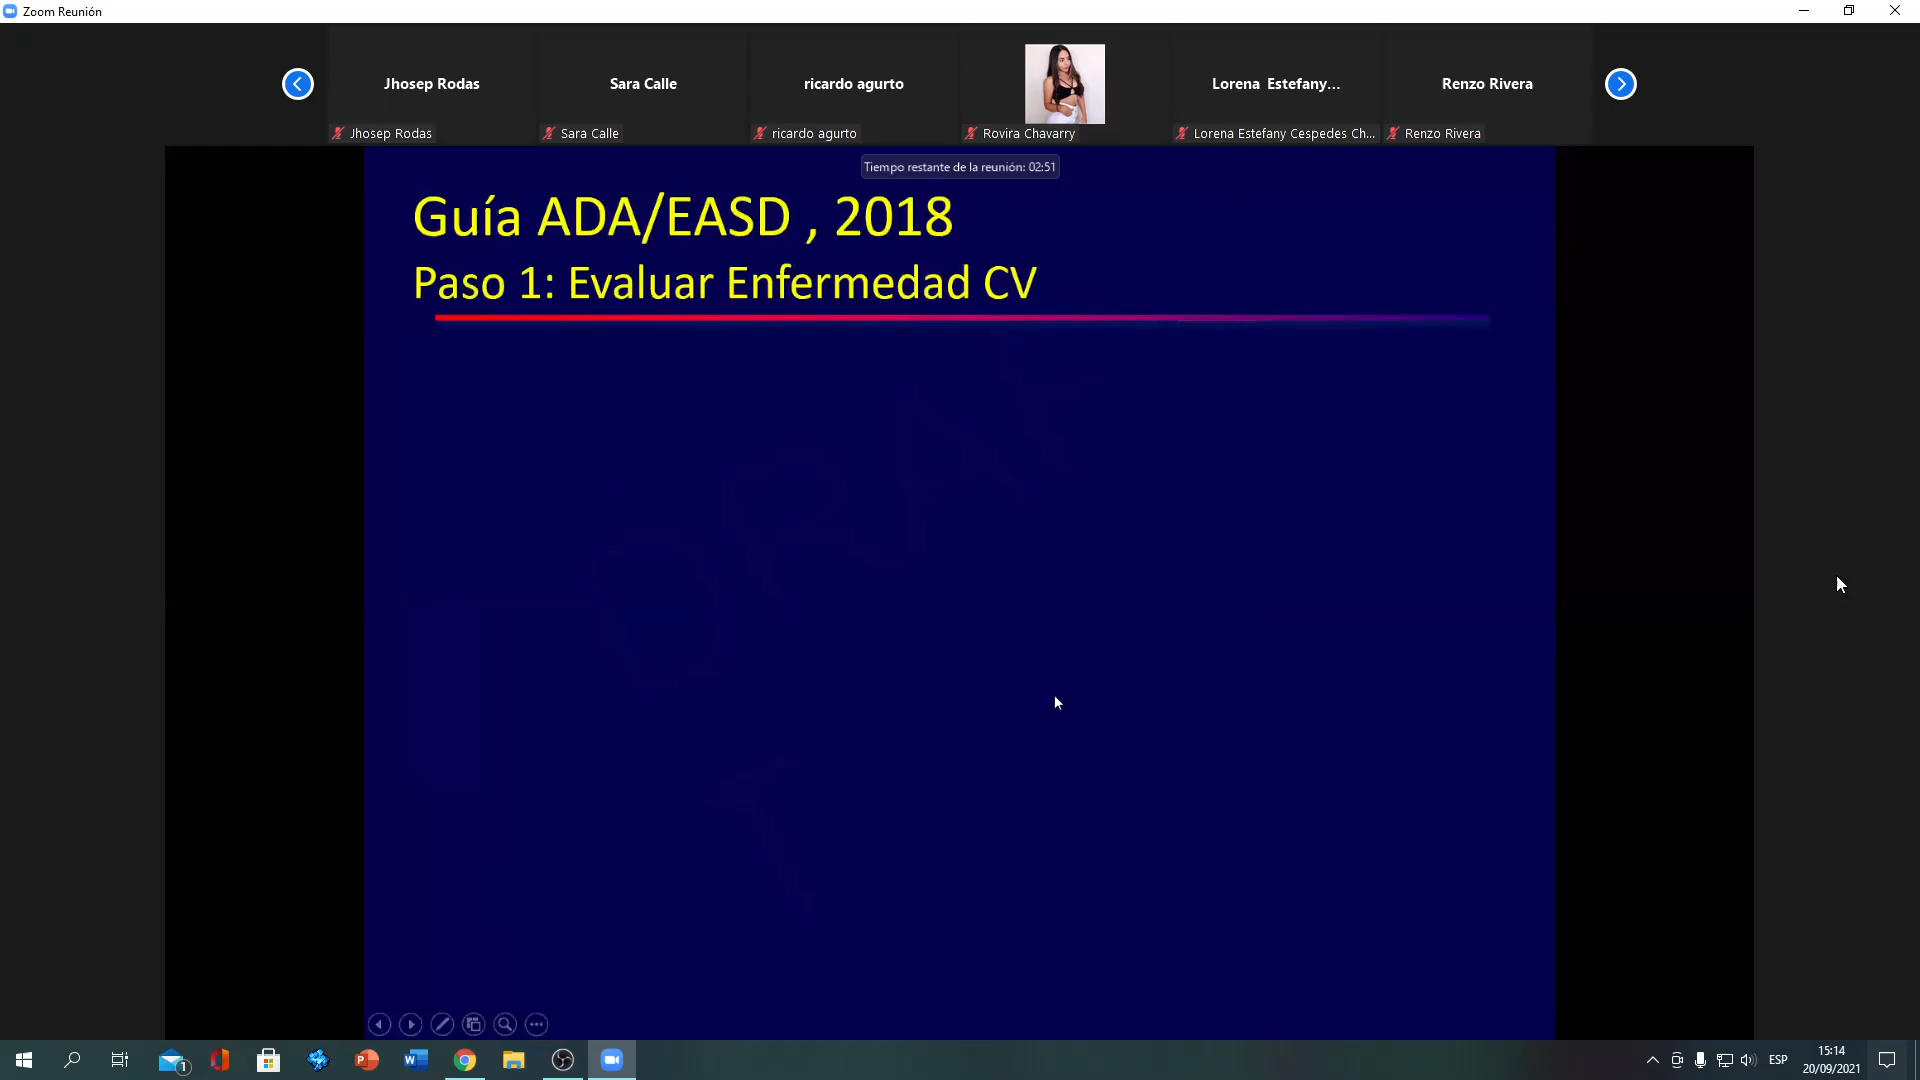 Zoom Reunión
Jhosep Rodas
Sara Calle
ricardo agurto
Lorena Estefany...
Renzo Rivera
Jhosep Rodas
Sara Calle
ricardo agurto
Rovira Chavarry
Lorena Estefany Cespedes Ch...
Renzo Rivera
Tiempo restante de la reunión: 02:51
Guía ADA/EASD , 2018
Paso 1: Evaluar Enfermedad CV
1
ESP
15:14
20/09/2021